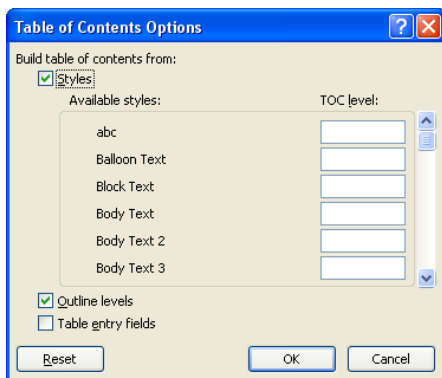 Table of Contents Options
Build table of contents from:
Styles
Available styles: TOC level:
abc
Balloon Text
Block Text
Body Text
Body Text 2
Body Text 3
Outline levels
Table entry fields
Reset OK Cancel